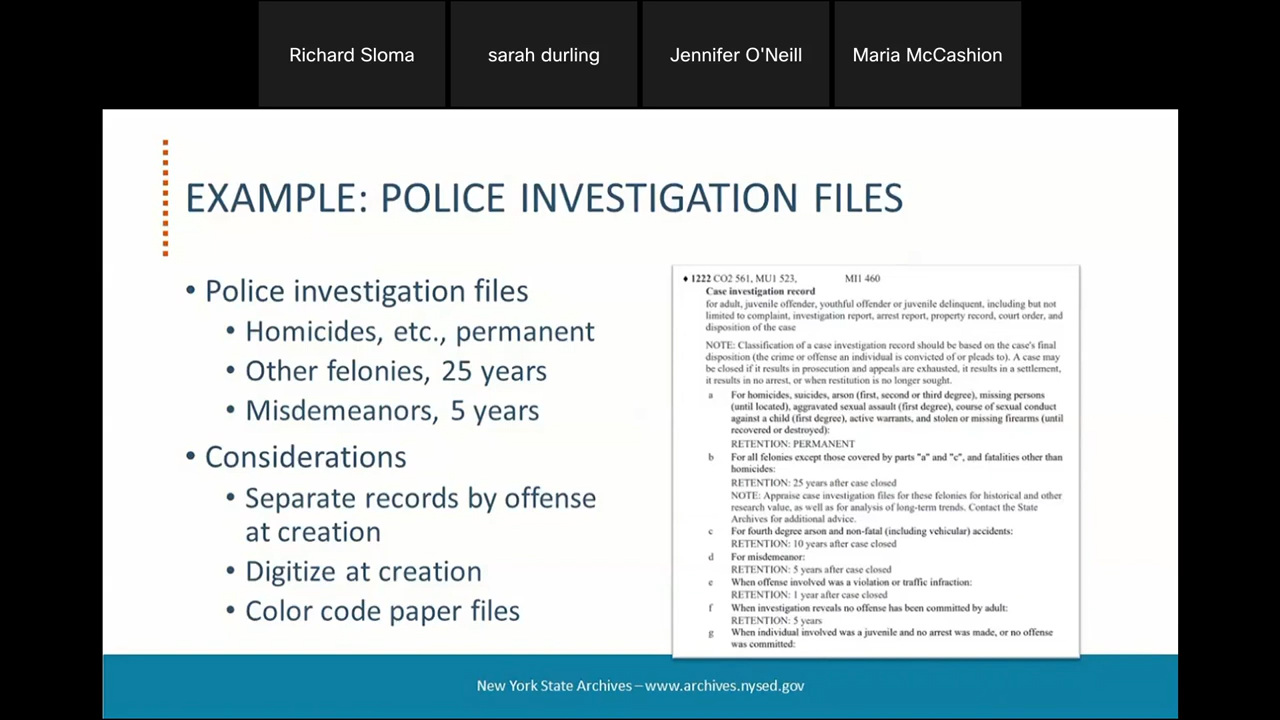 Richard Sloma
sarah durling
Jennifer O'Neill
Maria McCashion
EXAMPLE: POLICE INVESTIGATION FILES
• Police investigation files
• Homicides, etc., permanent
• Other felonies, 25 years
• Misdemeanors, 5 years
• Considerations
• Separate records by offense
at creation
• Digitize at creation
• Color code paper files
♦ 1222 CO2 561, MU1 523, MI1 460
Case investigation record
for adult, juvenile offender, youthful offender or juvenile delinquent, including but not
limited to complaint, investigation report, arrest report, property record, court order, and
disposition of the case
NOTE: Classification of a case investigation record should be based on the case's final
disposition (the crime or offense an individual is convicted of or pleads to). A case may
be closed if it results in prosecution and appeals are exhausted, it results in a settlement,
it results in no arrest, or when restitution is no longer sought.
a For homicides, suicides, arson (first, second or third degree), missing persons
(until located), aggravated sexual assault (first degree), course of sexual conduct
against a child (first degree), active warrants, and stolen or missing firearms (until
recovered or destroyed):
RETENTION: PERMANENT
b For all felonies except those covered by parts "a" and "c", and fatalities other than
homicides:
RETENTION: 25 years after case closed
NOTE: Appraise case investigation files for these felonies for historical and other
research value, as well as for analysis of long-term trends. Contact the State
Archives for additional advice.
c For fourth degree arson and non-fatal (including vehicular) accidents:
RETENTION: 10 years after case closed
d For misdemeanor:
RETENTION: 5 years after case closed
e When offense involved was a violation or traffic infraction:
RETENTION: 1 year after case closed
f When investigation reveals no offense has been committed by adult:
RETENTION: 5 years
g When individual involved was a juvenile and no arrest was made, or no offense
was committed:
New York State Archives – www.archives.nysed.gov